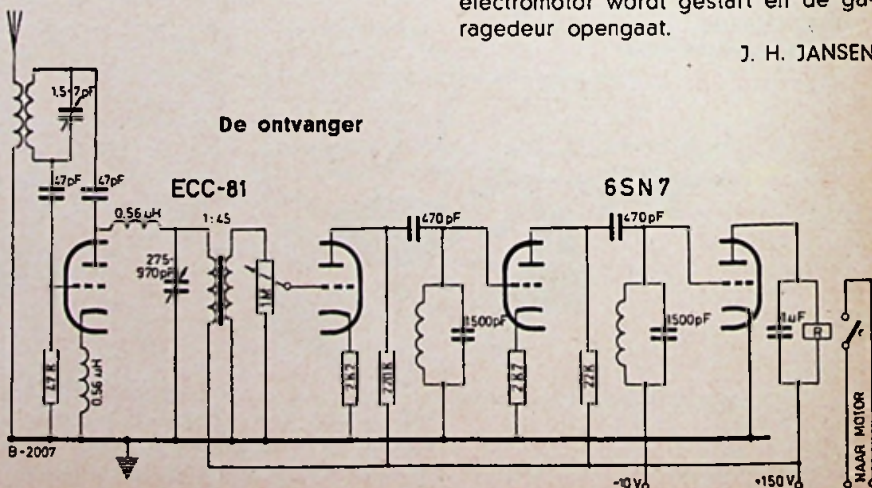 electromotor wordt gestart en de ga-
ragedeur opengaat.
J. H. JANSEN
De ontvanger
1,5-7pF
47pF
47pF
ECC-81
6SN7
0.56 uH
1:45
470pF
470pF
275-
970pF
1M
1500pF
1500pF
1uF
R
r
47K
0.56 uH
2K2
220K
2K7
22K
B-2007
-10V
+150V
NAAR MOTOR